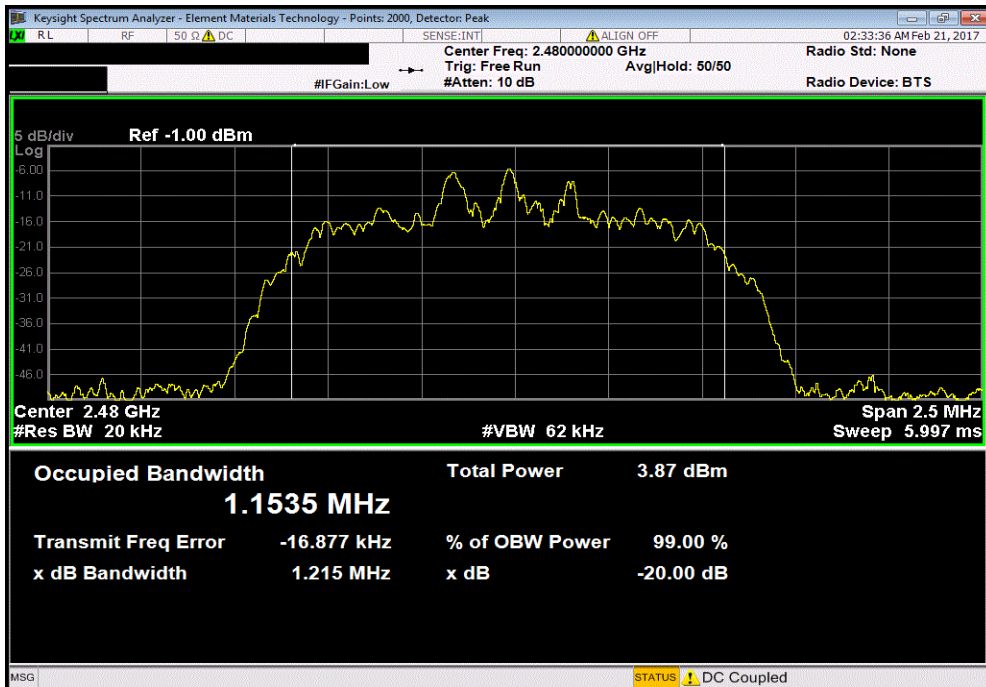 Keysight Spectrum Analyzer - Element Materials Technology - Points: 2000, Detector: Peak
LXI RL RF 50 Ω DC SENSE:INT ALIGN OFF 02:33:36 AM Feb 21, 2017
Center Freq: 2.480000000 GHz Radio Std: None
Trig: Free Run Avg|Hold: 50/50
#IFGain:Low #Atten: 10 dB Radio Device: BTS
5 dB/div Ref -1.00 dBm
Log
-6.00
-11.0
-16.0
-21.0
-26.0
-31.0
-36.0
-41.0
-46.0
Center 2.48 GHz Span 2.5 MHz
#Res BW 20 kHz #VBW 62 kHz Sweep 5.997 ms
Occupied Bandwidth Total Power 3.87 dBm
1.1535 MHz
Transmit Freq Error -16.877 kHz % of OBW Power 99.00 %
x dB Bandwidth 1.215 MHz x dB -20.00 dB
MSG STATUS DC Coupled